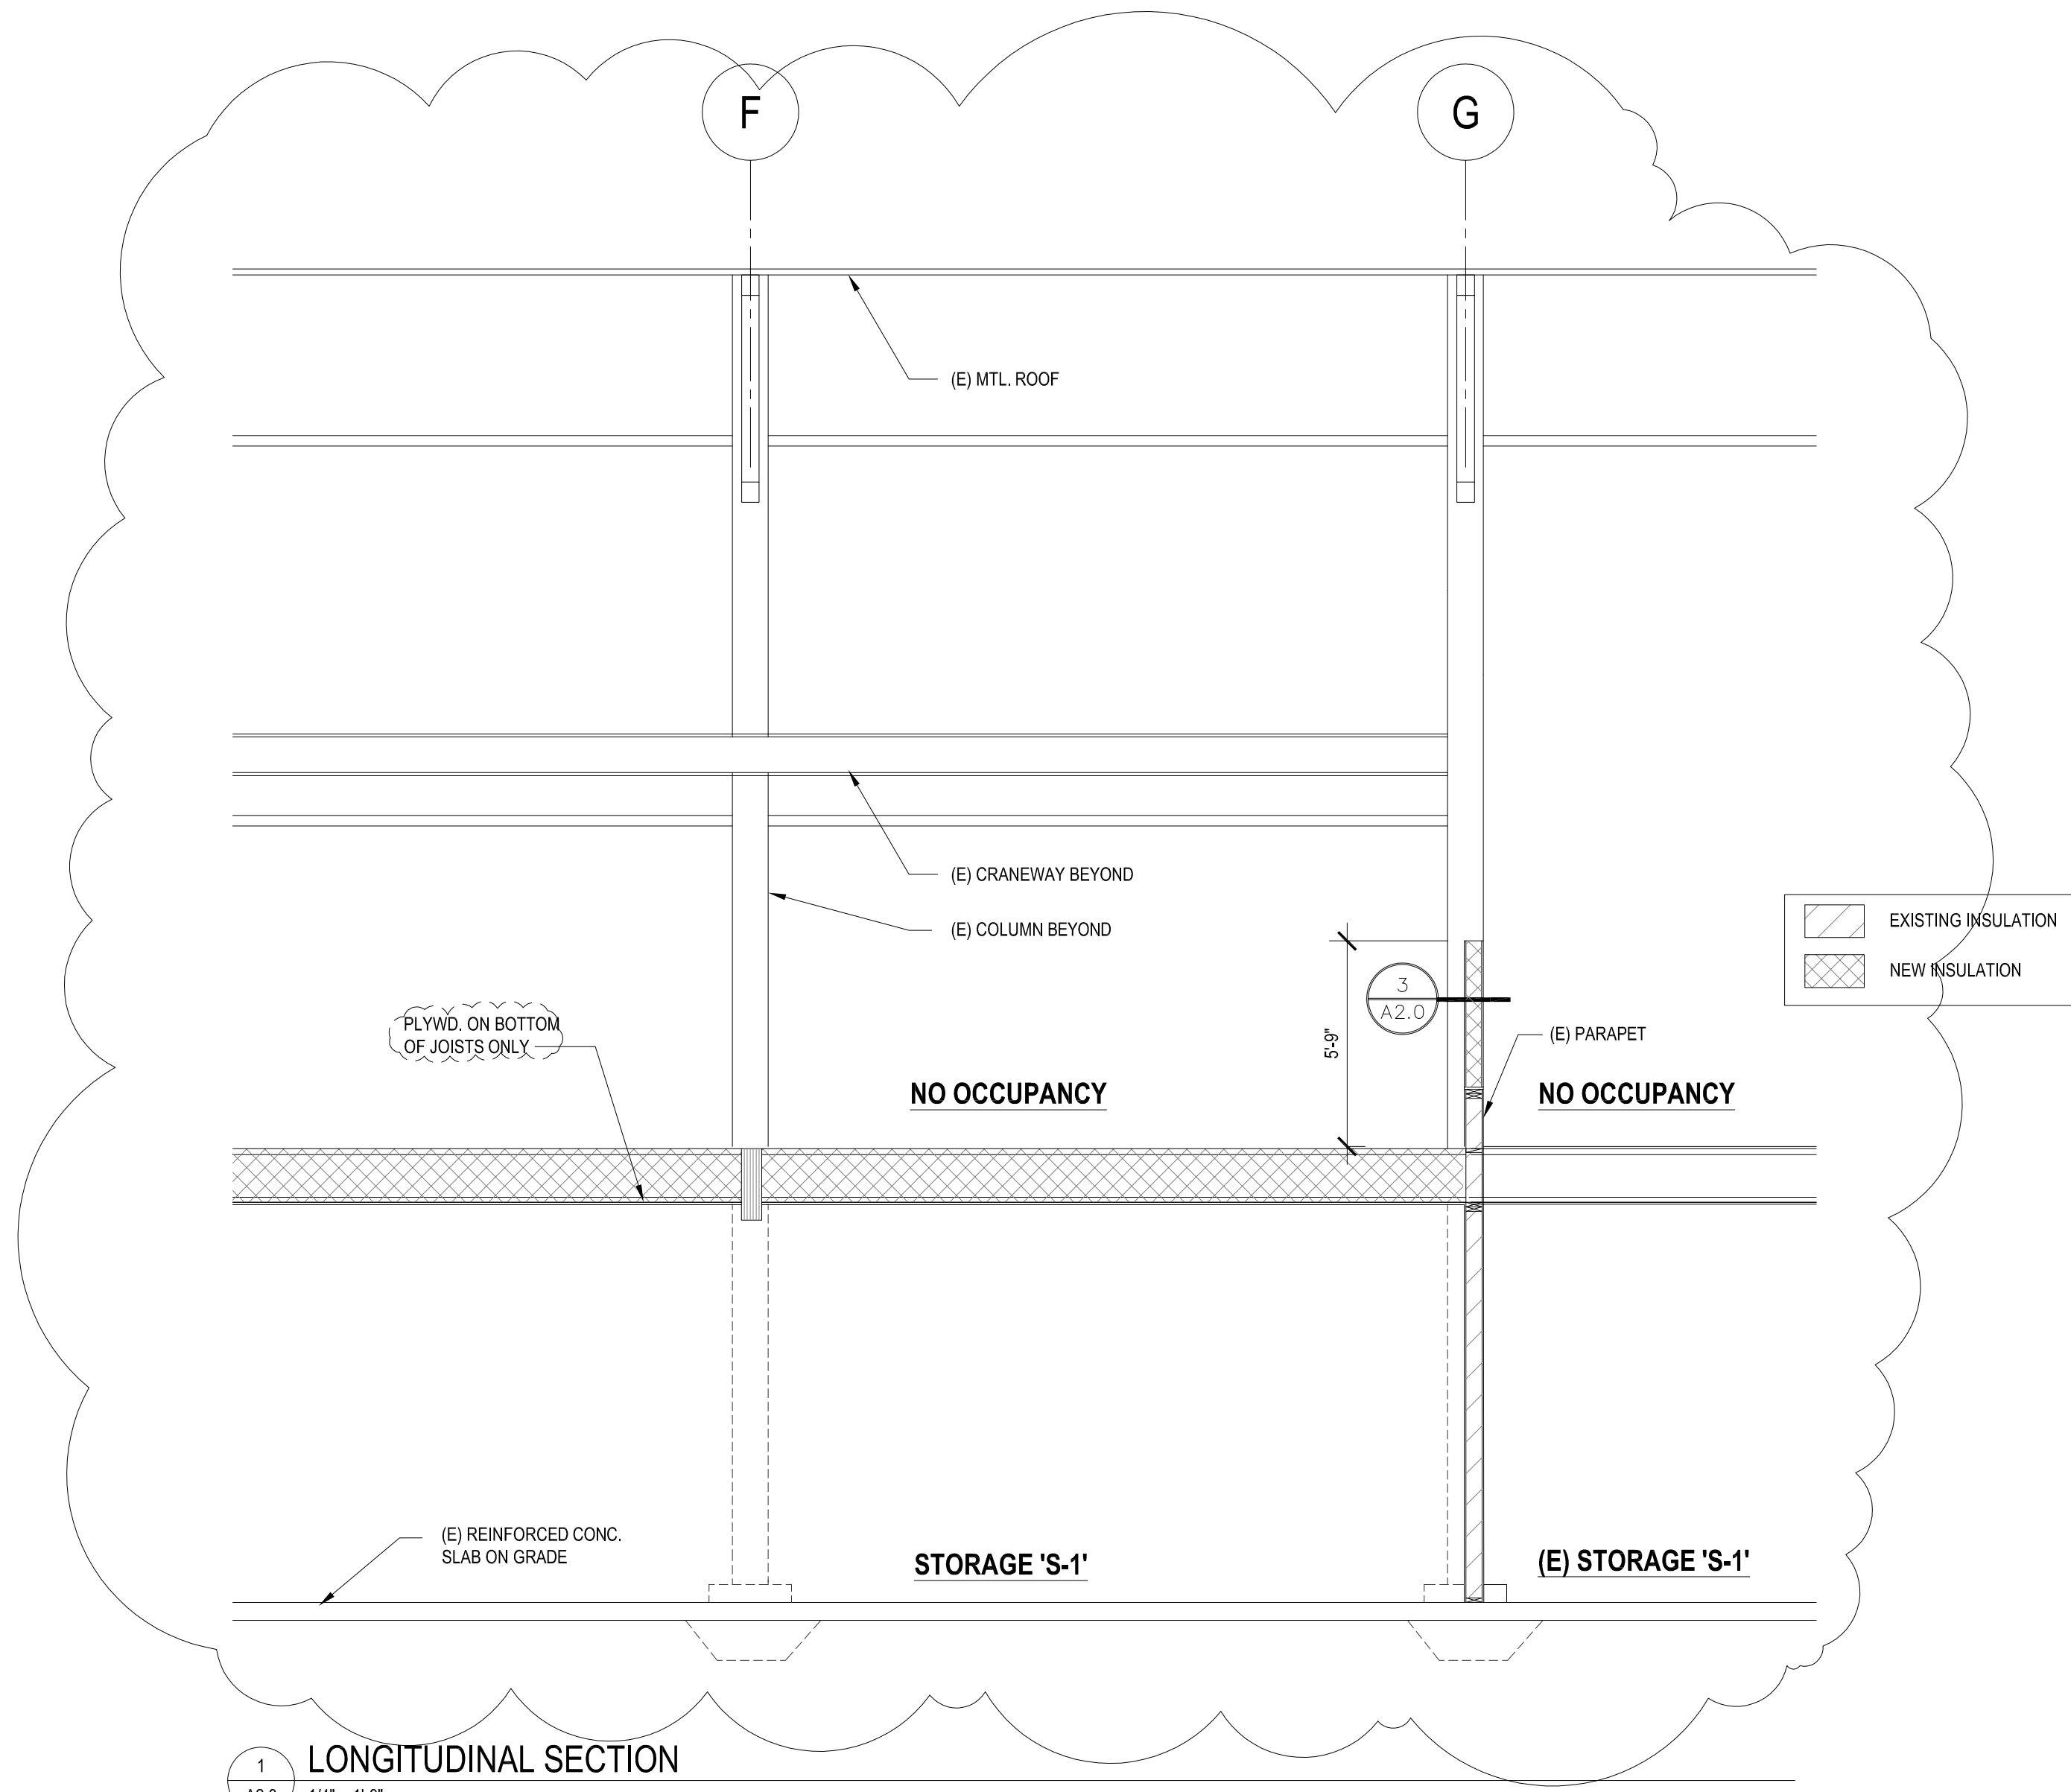 F
G
(E) MTL. ROOF
(E) CRANEWAY BEYOND
(E) COLUMN BEYOND
EXISTING INSULATION
NEW INSULATION
3
A2.0
5'-9"
PLYWD. ON BOTTOM
OF JOISTS ONLY
(E) PARAPET
NO OCCUPANCY
NO OCCUPANCY
(E) REINFORCED CONC.
SLAB ON GRADE
STORAGE 'S-1'
(E) STORAGE 'S-1'
1
LONGITUDINAL SECTION